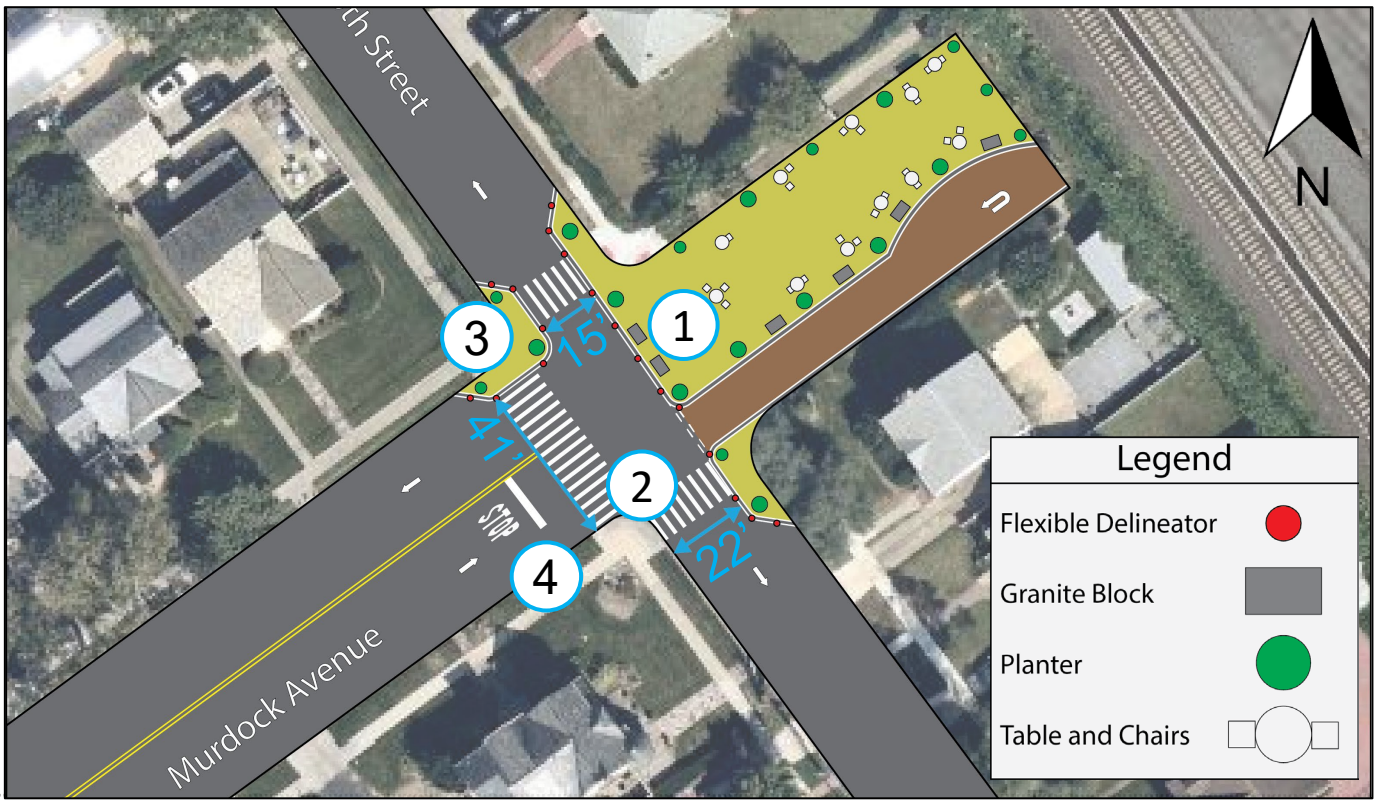 th Street
N
1
15'
3
41'
2
STOP
22'
4
Murdock Avenue
Legend
Flexible Delineator
Granite Block
Planter
Table and Chairs